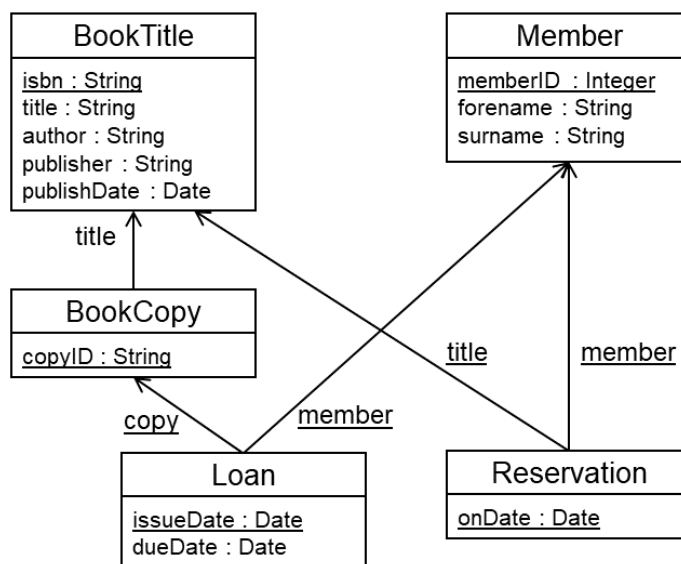 BookTitle
isbn : String
title : String
author : String
publisher : String
publishDate : Date
Member
memberID : Integer
forename : String
surname : String
title
BookCopy
copyID : String
title
member
copy
member
Loan
issueDate : Date
dueDate : Date
Reservation
onDate : Date